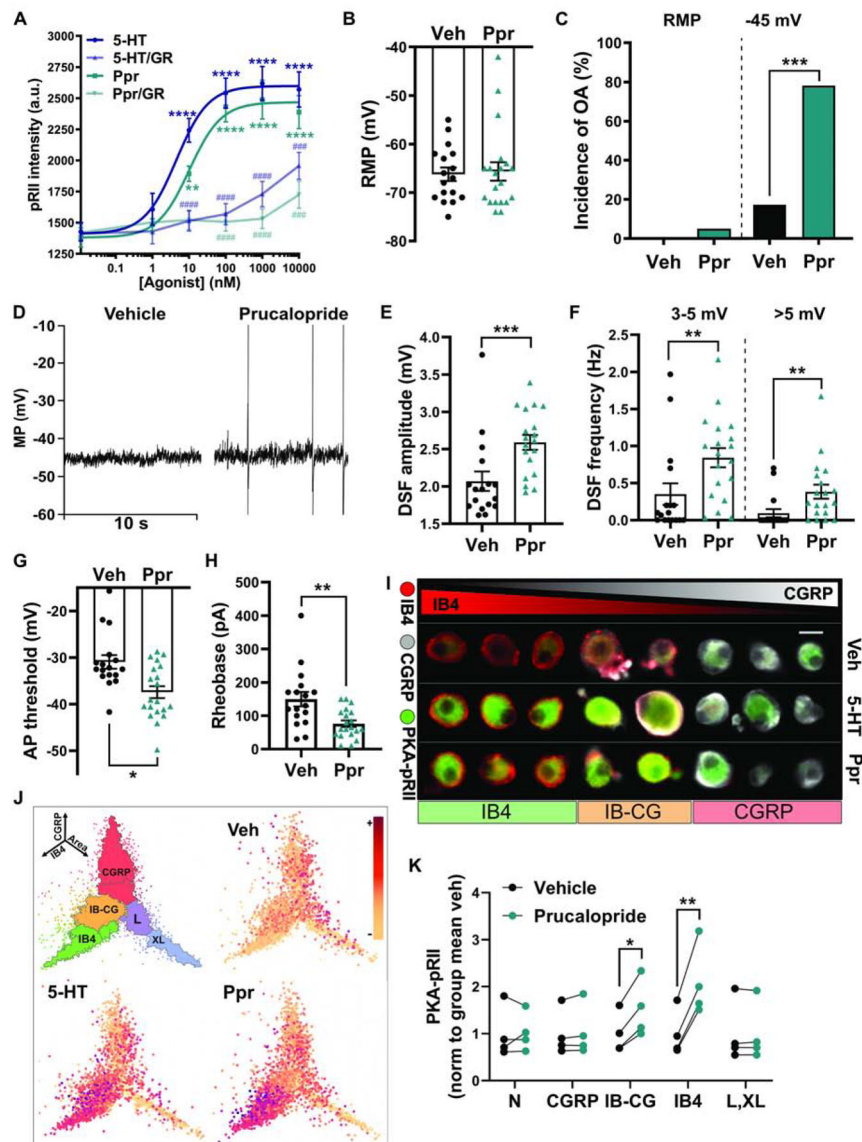 A
5-HT
5-HT/GR
Ppr
Ppr/GR
pRII intensity (a.u.)
3000
2750
2500
2250
2000
1750
1500
1250
****
****
****
****
****
****
****
**
###
####
####
####
####
####
###
0.1 1 10 100 1000 10000
[Agonist] (nM)
B
Veh Ppr
RMP (mV)
-40
-50
-60
-70
-80
C
RMP -45 mV
Incidence of OA (%)
100
80
60
40
20
0
***
Veh Ppr Veh Ppr
D
Vehicle Prucalopride
MP (mV)
-10
-20
-30
-40
-50
-60
10 s
E
DSF amplitude (mV)
4.0
3.5
3.0
2.5
2.0
1.5
***
Veh Ppr
F
3-5 mV >5 mV
DSF frequency (Hz)
2.5
2.0
1.5
1.0
0.5
0.0
**
**
Veh Ppr Veh Ppr
G
Veh Ppr
AP threshold (mV)
-20
-30
-40
-50
*
H
Rheobase (pA)
500
400
300
200
100
0
**
Veh Ppr
I
IB4
CGRP
PKA-pRII
IB4
CGRP
Veh
5-HT
Ppr
IB4 IB-CG CGRP
J
CGRP
IB4
Area
CGRP
IB-CG
IB4
L
XL
Veh
+
-
5-HT
Ppr
K
Vehicle
Prucalopride
PKA-pRII
(norm to group mean veh)
4
3
2
1
0
*
**
N CGRP IB-CG IB4 L,XL